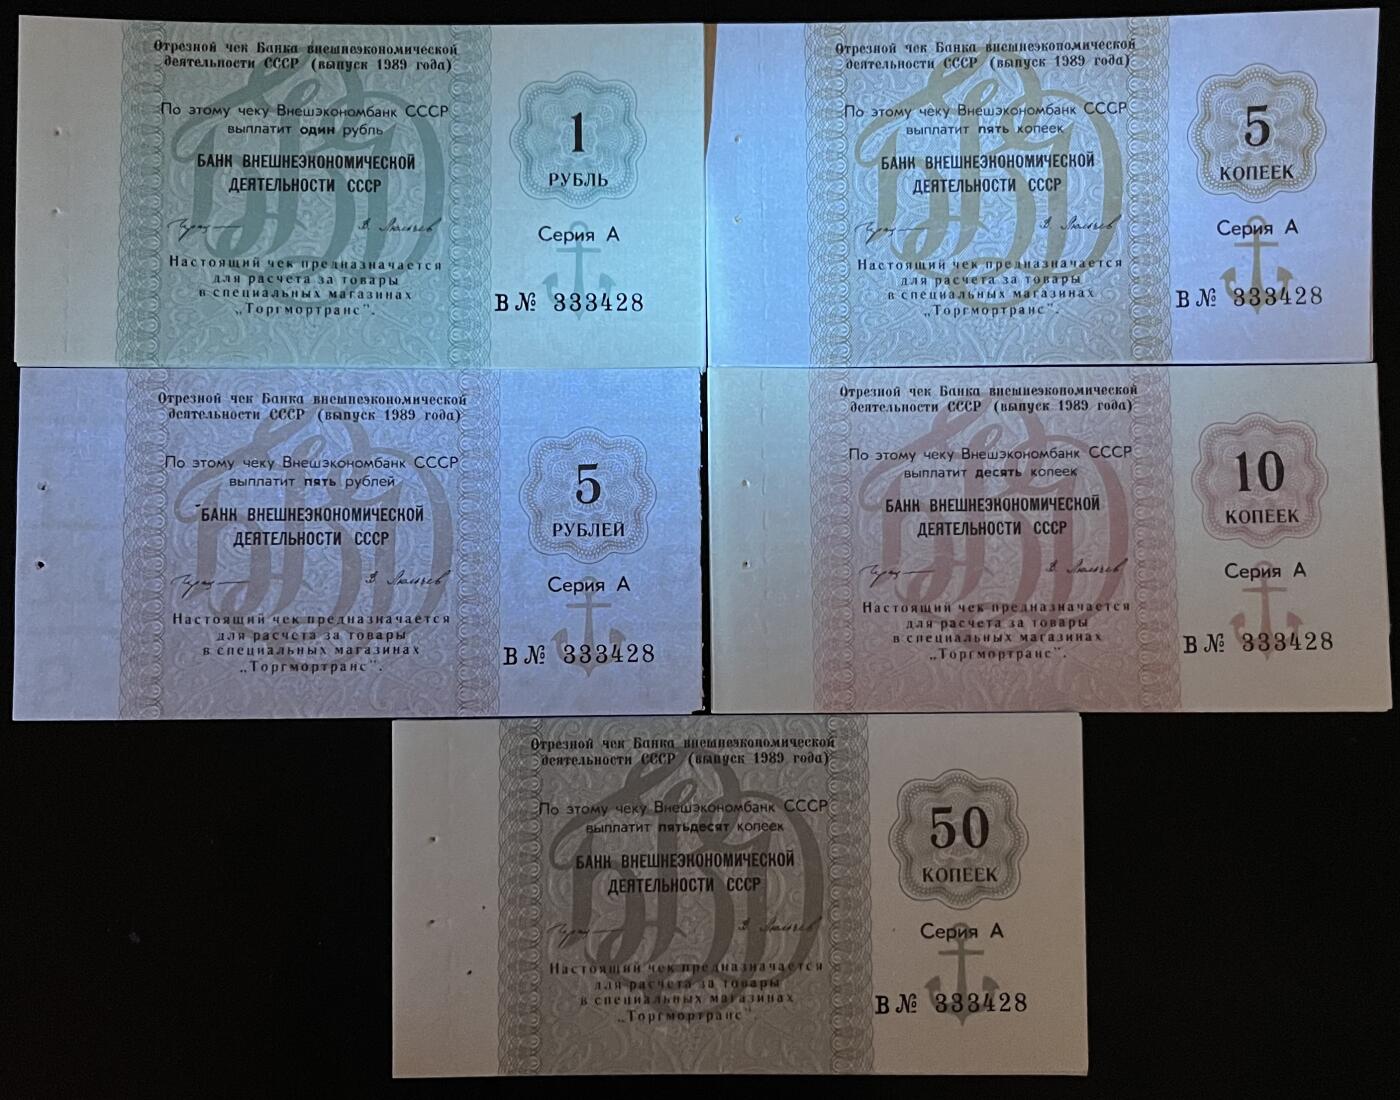 Отрезной чек Банка внешнеэкономической
деятельности СССР (выпуск 1989 года)
По этому чеку Внешэкономбанк СССР
выплатит один рубль
БАНК ВНЕШНЕЭКОНОМИЧЕСКОЙ
ДЕЯТЕЛЬНОСТИ СССР
Настоящий чек предназначается
для расчета за товары
в специальных магазинах
„Торгмортранс".
1
РУБЛЬ
Серия А
В № 333428
Отрезной чек Банка внешнеэкономической
деятельности СССР (выпуск 1989 года)
По этому чеку Внешэкономбанк СССР
выплатит пять копеек
БАНК ВНЕШНЕЭКОНОМИЧЕСКОЙ
ДЕЯТЕЛЬНОСТИ СССР
Настоящий чек предназначается
для расчета за товары
в специальных магазинах
„Торгмортранс".
5
КОПЕЕК
Серия А
В № 333428
Отрезной чек Банка внешнеэкономической
деятельности СССР (выпуск 1989 года)
По этому чеку Внешэкономбанк СССР
выплатит пять рублей
БАНК ВНЕШНЕЭКОНОМИЧЕСКОЙ
ДЕЯТЕЛЬНОСТИ СССР
Настоящий чек предназначается
для расчета за товары
в специальных магазинах
„Торгмортранс".
5
РУБЛЕЙ
Серия А
В № 333428
Отрезной чек Банка внешнеэкономической
деятельности СССР (выпуск 1989 года)
По этому чеку Внешэкономбанк СССР
выплатит десять копеек
БАНК ВНЕШНЕЭКОНОМИЧЕСКОЙ
ДЕЯТЕЛЬНОСТИ СССР
Настоящий чек предназначается
для расчета за товары
в специальных магазинах
„Торгмортранс".
10
КОПЕЕК
Серия А
В № 333428
Отрезной чек Банка внешнеэкономической
деятельности СССР (выпуск 1989 года)
По этому чеку Внешэкономбанк СССР
выплатит пятьдесят копеек
БАНК ВНЕШНЕЭКОНОМИЧЕСКОЙ
ДЕЯТЕЛЬНОСТИ СССР
Настоящий чек предназначается
для расчета за товары
в специальных магазинах
„Торгмортранс".
50
КОПЕЕК
Серия А
В № 333428